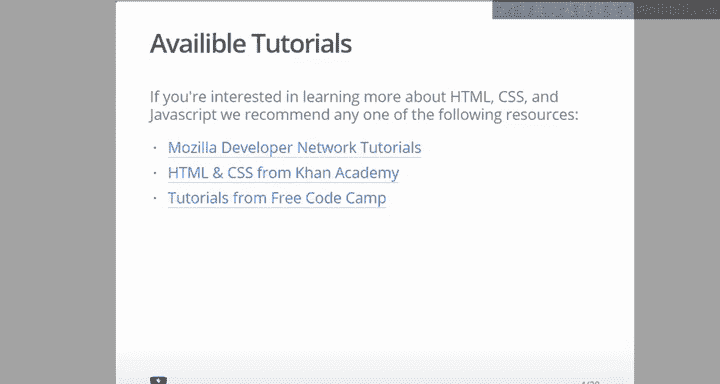 Availible Tutorials
If you're interested in learning more about HTML, CSS, and
Javascript we recommend any one of the following resources:
· Mozilla Developer Network Tutorials
· HTML & CSS from Khan Academy
· Tutorials from Free Code Camp